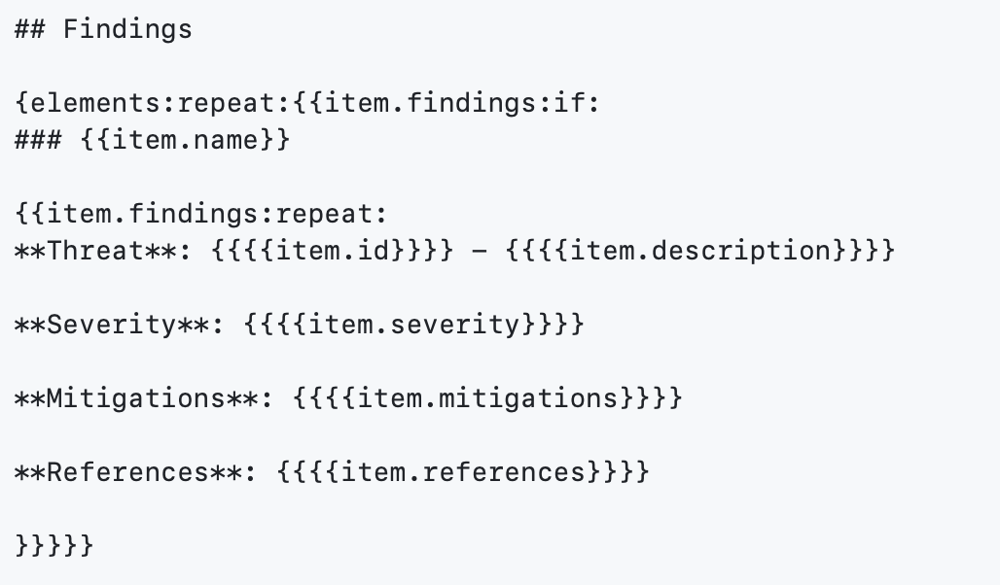 ## Findings
{elements:repeat:{{item.findings:if:
### {{item.name}}
{{item.findings:repeat:
**Threat**: {{{{item.id}}}} – {{{{item.description}}}}
**Severity**: {{{{item.severity}}}}
**Mitigations**: {{{{item.mitigations}}}}
**References**: {{{{item.references}}}}
}}}}}